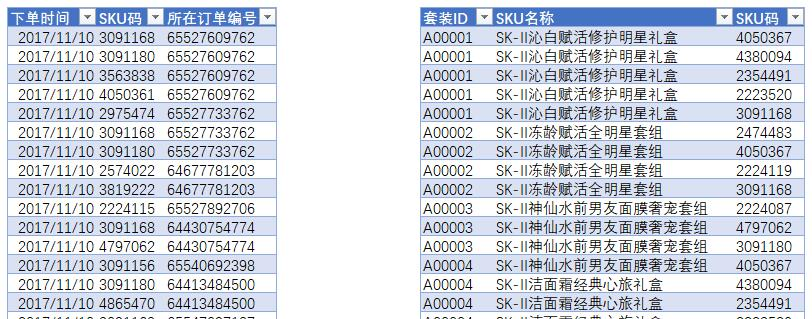 下单时间 SKU码 所在订单编号 套装ID SKU名称 SKU码
2017/11/10 3091168 65527609762 A00001 SK-II沁白赋活修护明星礼盒 4050367
2017/11/10 3091180 65527609762 A00001 SK-II沁白赋活修护明星礼盒 4380094
2017/11/10 3563838 65527609762 A00001 SK-II沁白赋活修护明星礼盒 2354491
2017/11/10 4050361 65527609762 A00001 SK-II沁白赋活修护明星礼盒 2223520
2017/11/10 2975474 65527733762 A00001 SK-II沁白赋活修护明星礼盒 3091168
2017/11/10 3091168 65527733762 A00002 SK-II冻龄赋活全明星套组 2474483
2017/11/10 3091180 65527733762 A00002 SK-II冻龄赋活全明星套组 4050367
2017/11/10 2574022 64677781203 A00002 SK-II冻龄赋活全明星套组 2224119
2017/11/10 3819222 64677781203 A00002 SK-II冻龄赋活全明星套组 3091168
2017/11/10 2224115 65527892706 A00003 SK-II神仙水前男友面膜奢宠套组 2224087
2017/11/10 3091168 64430754774 A00003 SK-II神仙水前男友面膜奢宠套组 4797062
2017/11/10 4797062 64430754774 A00003 SK-II神仙水前男友面膜奢宠套组 3091180
2017/11/10 3091156 65540692398 A00004 SK-II神仙水前男友面膜奢宠套组 4050367
2017/11/10 3091180 64413484500 A00004 SK-II洁面霜经典心旅礼盒 4380094
2017/11/10 4865470 64413484500 A00004 SK-II洁面霜经典心旅礼盒 2354491